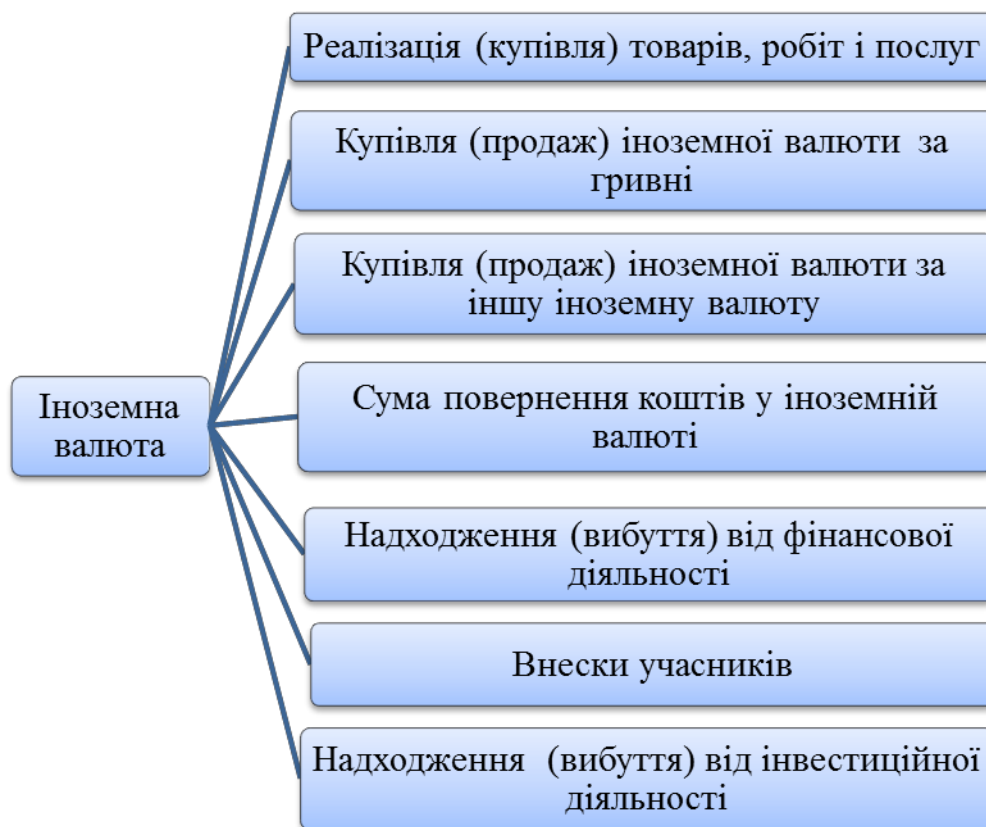 Реалізація (купівля) товарів, робіт і послуг
Купівля (продаж) іноземної валюти за
гривні
Купівля (продаж) іноземної валюти за
іншу іноземну валюту
Іноземна
валюта
Сума повернення коштів у іноземній
валюті
Надходження (вибуття) від фінансової
діяльності
Внески учасників
Надходження (вибуття) від інвестиційної
діяльності